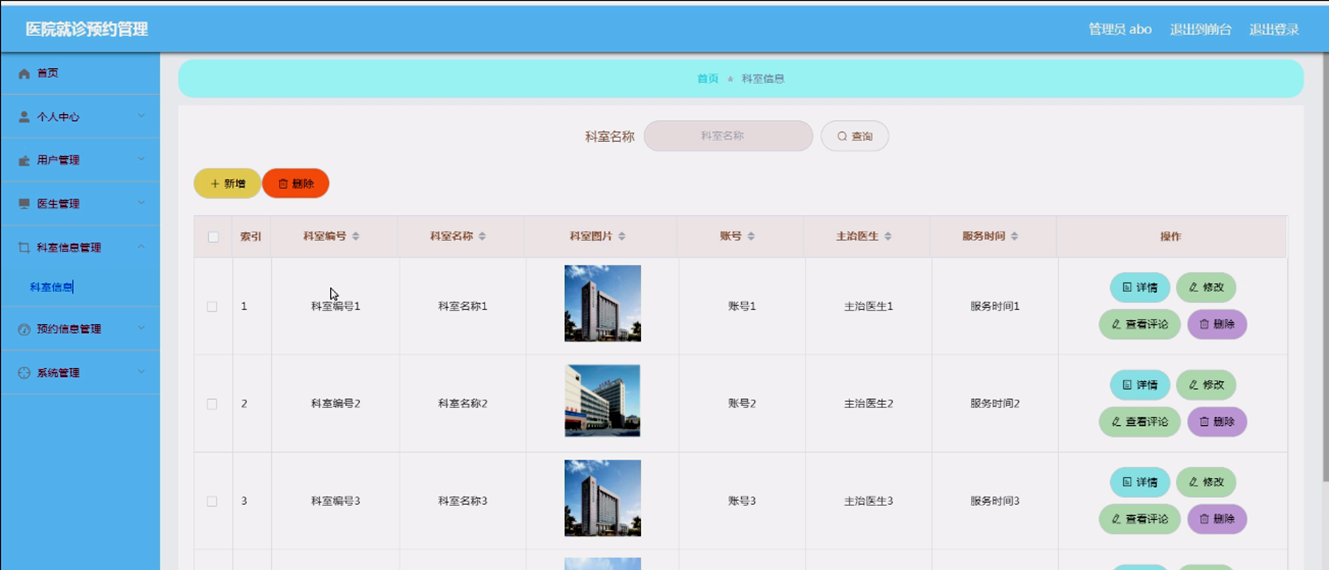 医院就诊预约管理
管理员 abo 退出到前台 退出登录
首页
个人中心
用户管理
医生管理
科室信息管理
科室信息
预约信息管理
系统管理
首页 科室信息
科室名称 科室名称 查询
新增 删除
索引 科室编号 科室名称 科室图片 账号 主治医生 服务时间 操作
1 科室编号1 科室名称1 账号1 主治医生1 服务时间1
详情 修改
查看评论 删除
2 科室编号2 科室名称2 账号2 主治医生2 服务时间2
详情 修改
查看评论 删除
3 科室编号3 科室名称3 账号3 主治医生3 服务时间3
详情 修改
查看评论 删除